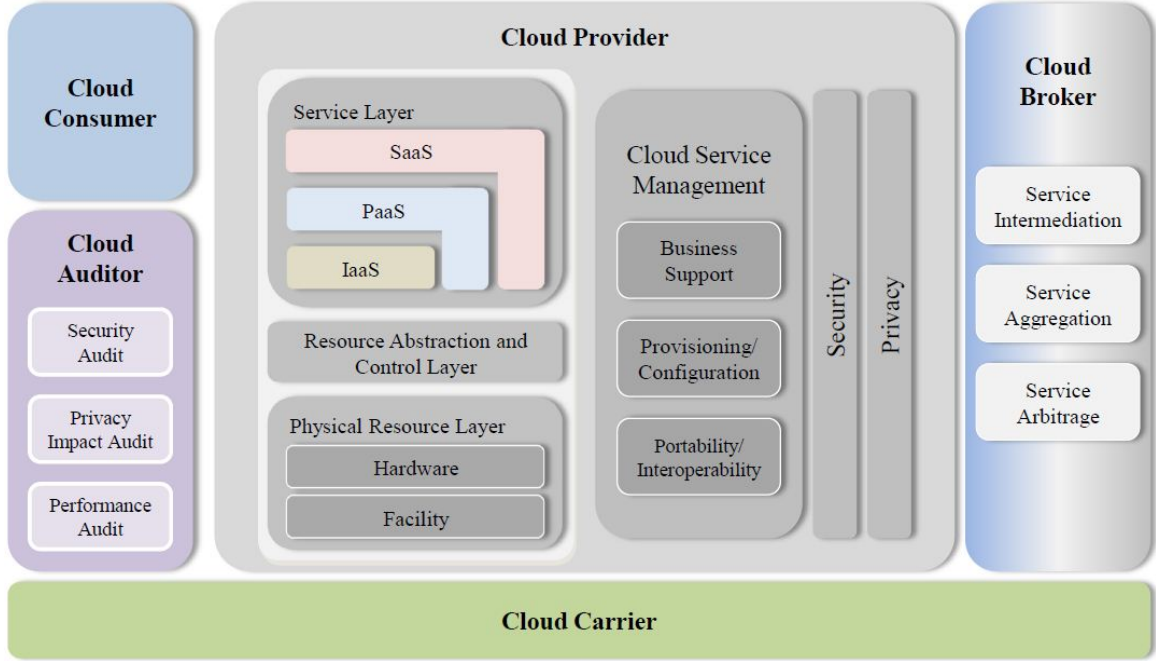 Cloud
Consumer
Cloud
Auditor
Security
Audit
Privacy
Impact Audit
Performance
Audit
Cloud Provider
Service Layer
SaaS
PaaS
IaaS
Resource Abstraction and
Control Layer
Physical Resource Layer
Hardware
Facility
Cloud Service
Management
Business
Support
Provisioning/
Configuration
Portability/
Interoperability
Security
Privacy
Cloud
Broker
Service
Intermediation
Service
Aggregation
Service
Arbitrage
Cloud Carrier